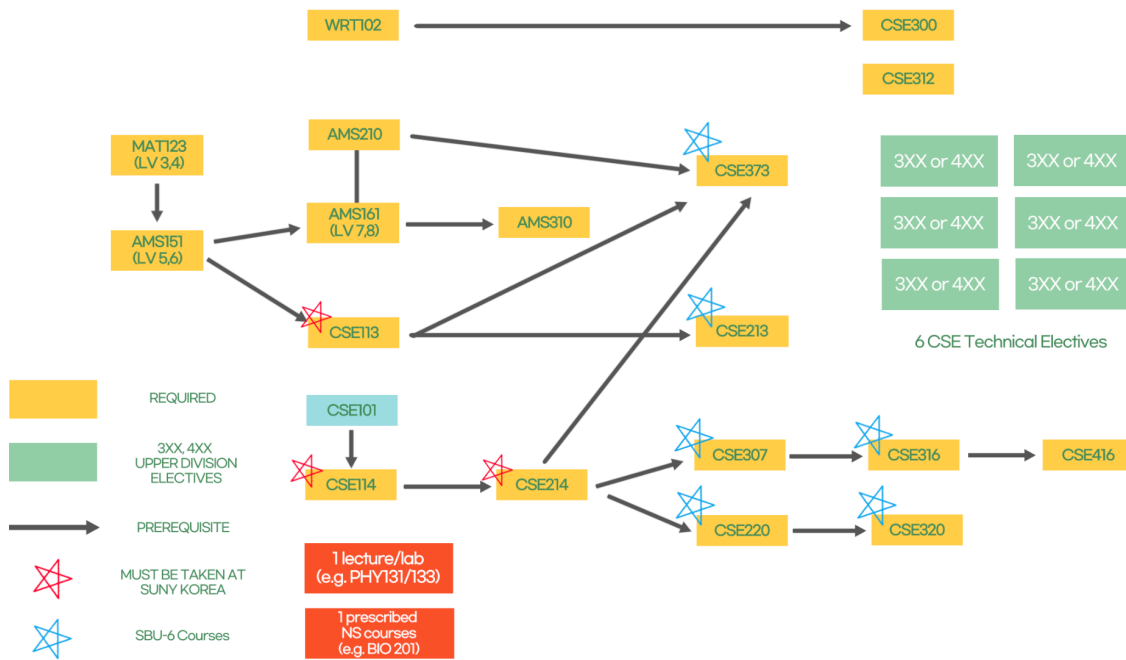 WRT102
CSE300
CSE312
AMS210
MAT123
(LV 3,4)
CSE373
3XX or 4XX
3XX or 4XX
AMS161
(LV 7,8)
AMS310
3XX or 4XX
3XX or 4XX
AMS151
(LV 5,6)
3XX or 4XX
3XX or 4XX
CSE113
CSE213
6 CSE Technical Electives
REQUIRED
CSE101
3XX, 4XX
UPPER DIVISION
ELECTIVES
CSE307
CSE316
CSE416
CSE114
CSE214
PREREQUISITE
CSE220
CSE320
MUST BE TAKEN AT
SUNY KOREA
1 lecture/lab
(e.g. PHY131/133)
SBU-6 Courses
1 prescribed
NS courses
(e.g. BIO 201)